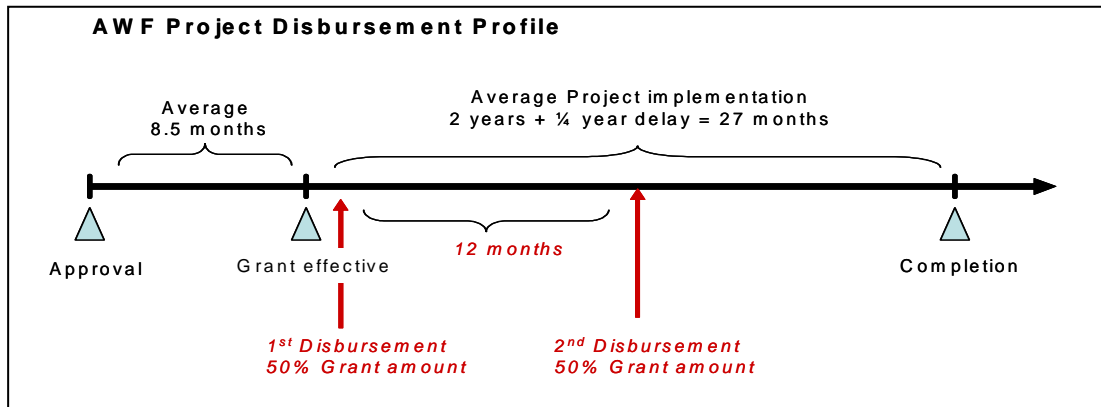 AWF Project Disbursement Profile
Average
8.5 months
Average Project implementation
2 years + ¼ year delay = 27 months
12 months
Approval
Grant effective
Completion
1st Disbursement
50% Grant amount
2nd Disbursement
50% Grant amount